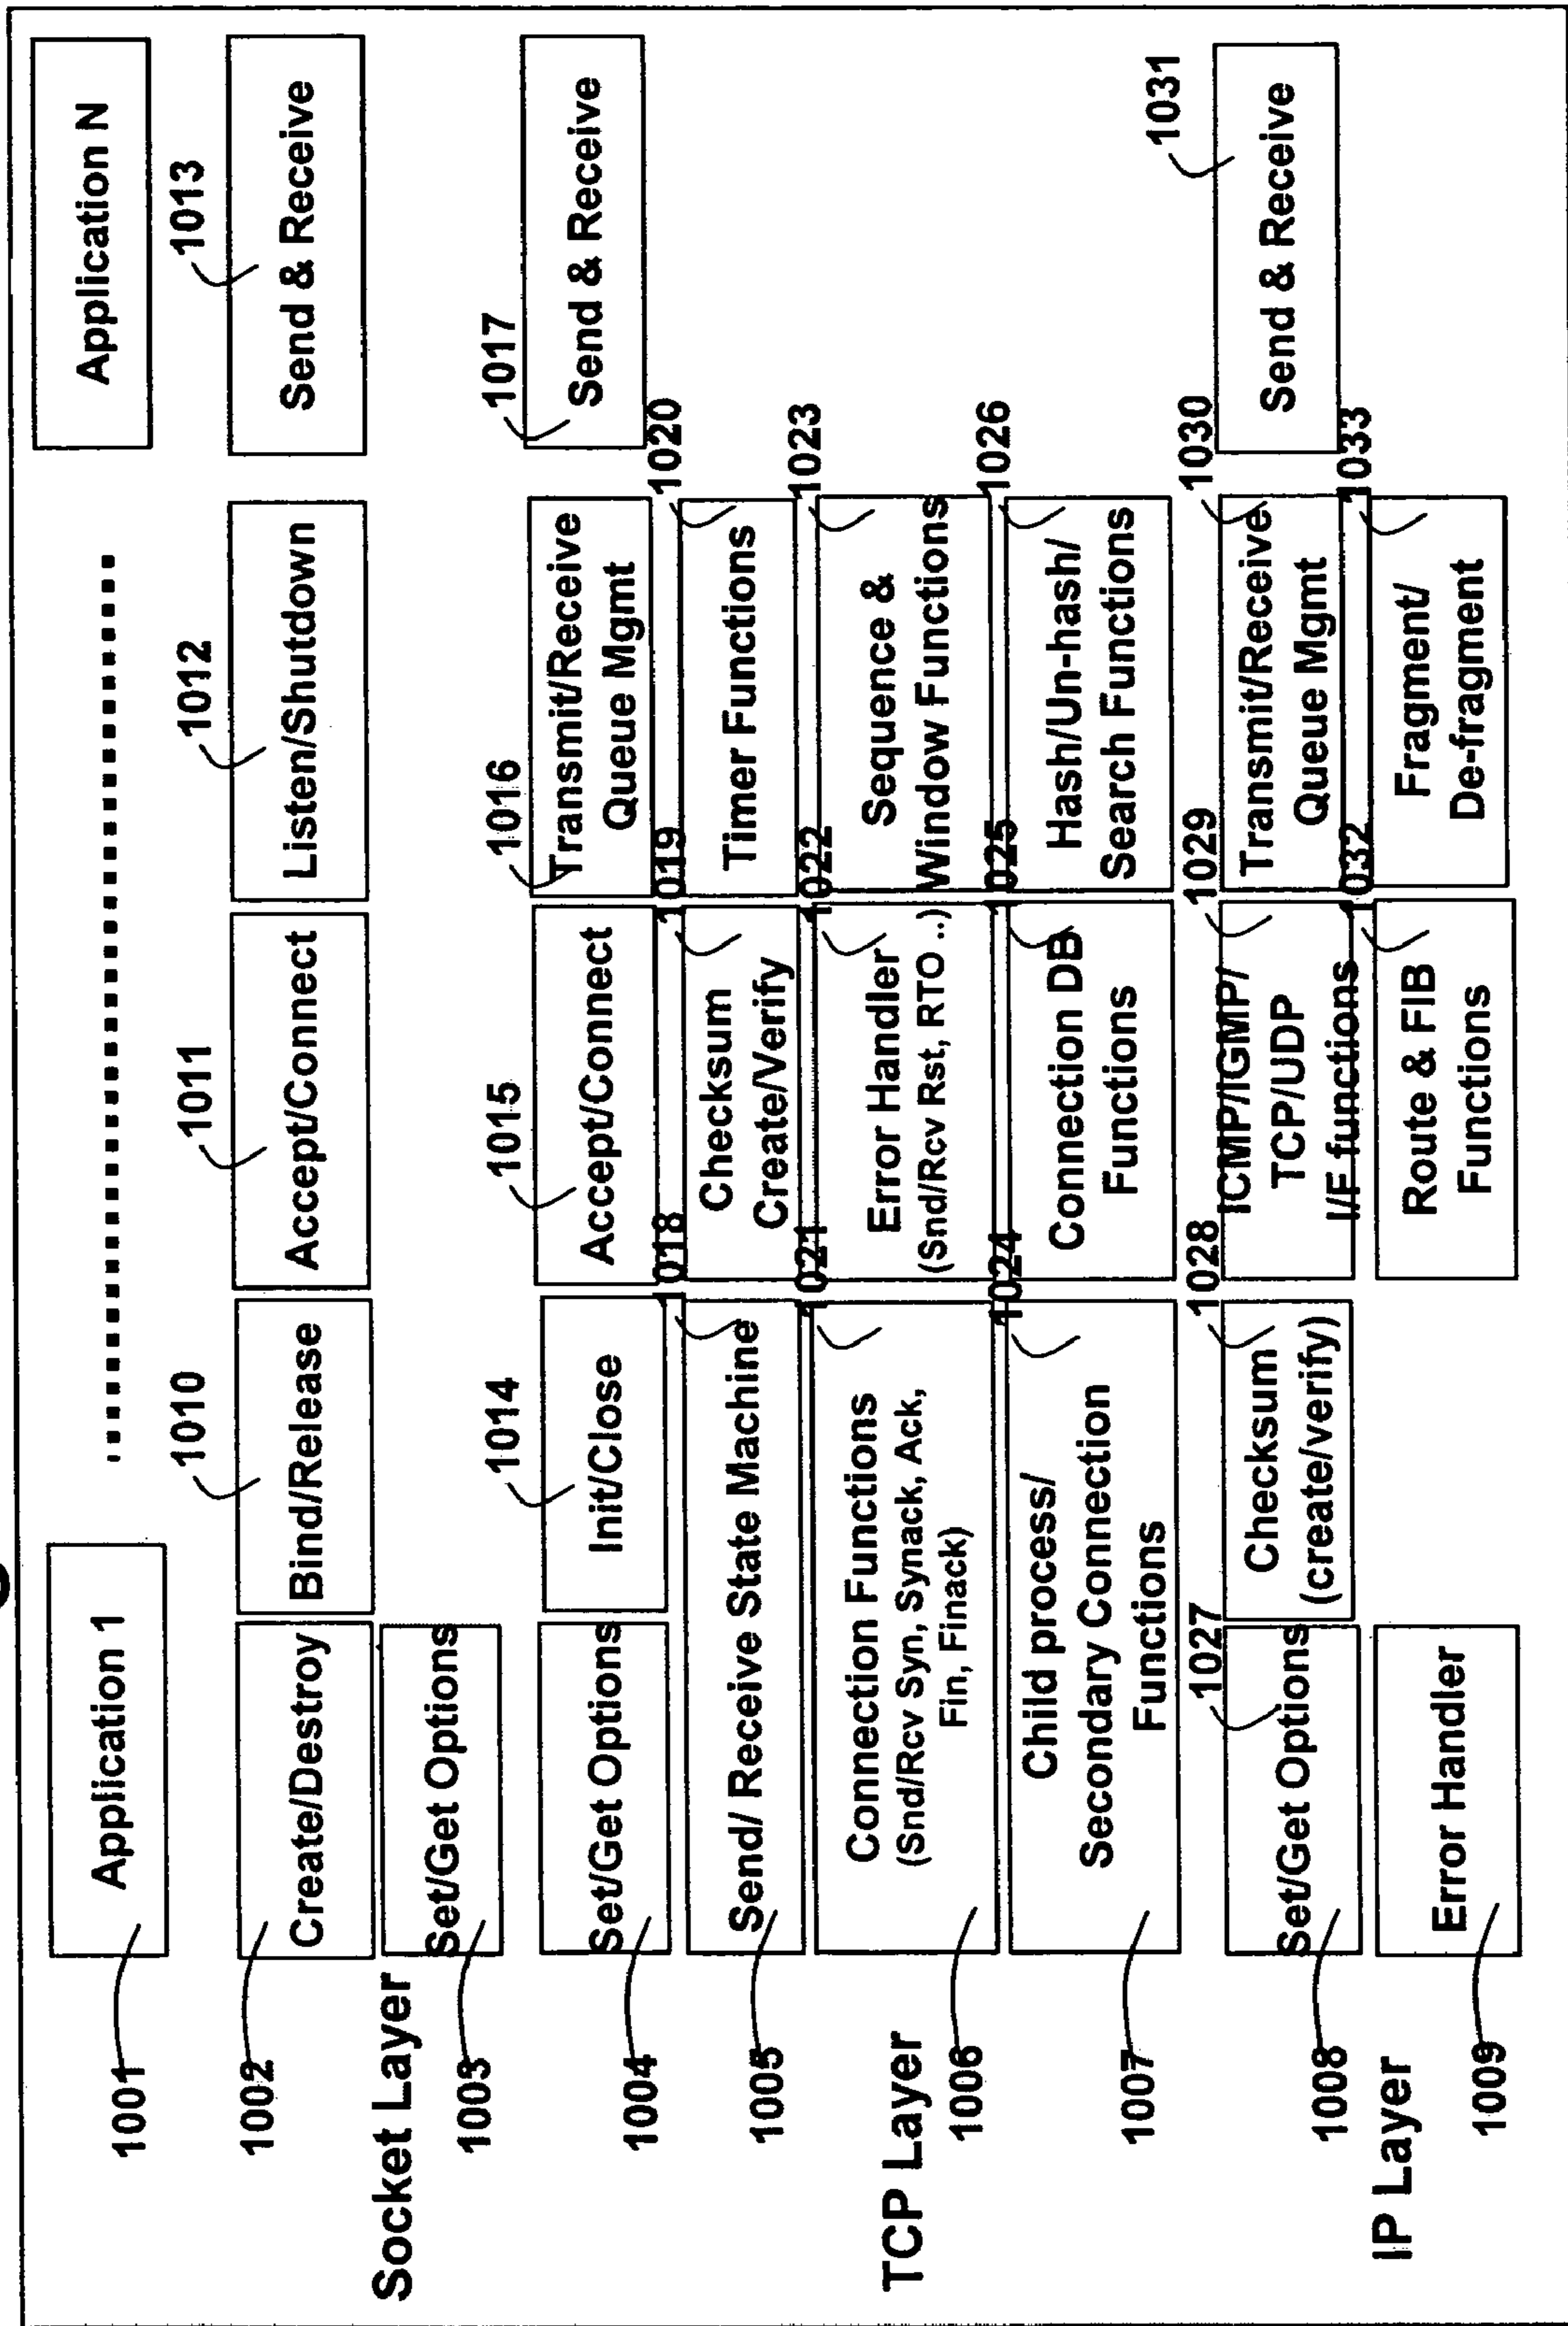 Application 1
Application N
1001
1010
1011
1012
1013
Create/Destroy
Bind/Release
Accept/Connect
Listen/Shutdown
Send & Receive
1002
Socket Layer
Set/Get Options
1003
1014
1015
1016
1017
Set/Get Options
Init/Close
Accept/Connect
Transmit/Receive
Queue Mgmt
Send & Receive
1004
1018
1019
1020
Send/ Receive State Machine
Checksum
Create/Verify
Timer Functions
1005
1021
1022
1023
TCP Layer
Connection Functions
(Snd/Rcv Syn, Synack, Ack,
Fin, Finack)
Error Handler
(Snd/Rcv Rst, RTO ..)
Sequence &
Window Functions
1006
1024
1025
1026
Child process/
Secondary Connection
Functions
Connection DB
Functions
Hash/Un-hash/
Search Functions
1007
1027
1028
1029
1030
1031
Set/Get Options
Checksum
(create/verify)
ICMP/IGMP/
TCP/UDP
I/F functions
Transmit/Receive
Queue Mgmt
Send & Receive
1008
1032
1033
IP Layer
Error Handler
Route & FIB
Functions
Fragment/
De-fragment
1009